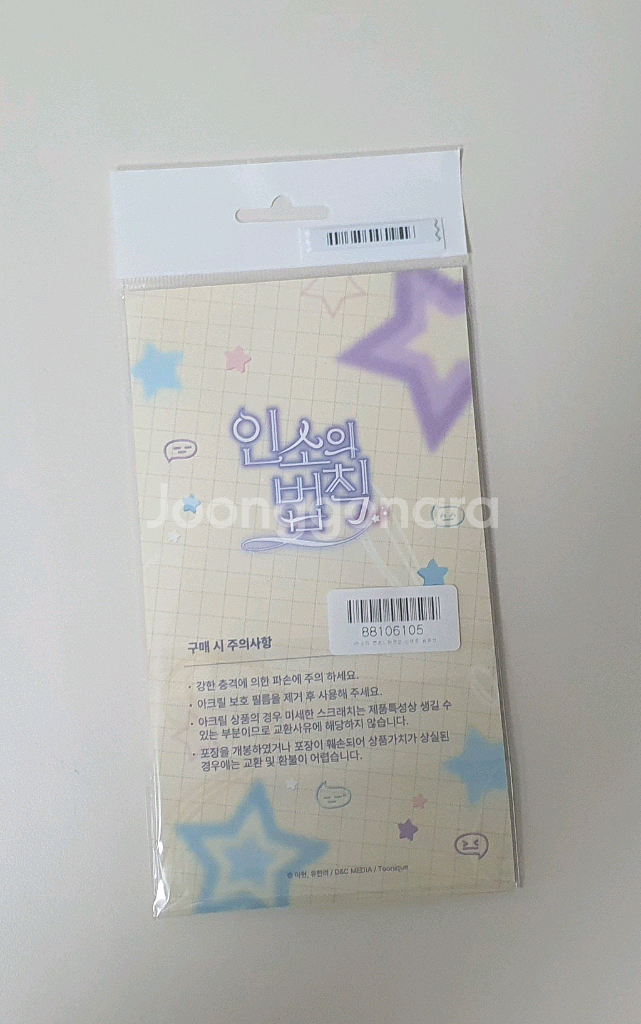 인소의
법칙
Joonggonara
88106105
구매 시 주의사항
· 강한 충격에 의한 파손에 주의 하세요.
· 아크릴 보호 필름을 제거 후 사용해 주세요.
· 아크릴 상품의 경우 미세한 스크래치는 제품특성상 생길 수
있는 부분이므로 교환사유에 해당하지 않습니다.
· 포장을 개봉하였거나 포장이 훼손되어 상품가치가 상실된
경우에는 교환 및 환불이 어렵습니다.
© 유한려 / D&C MEDIA / Toonique